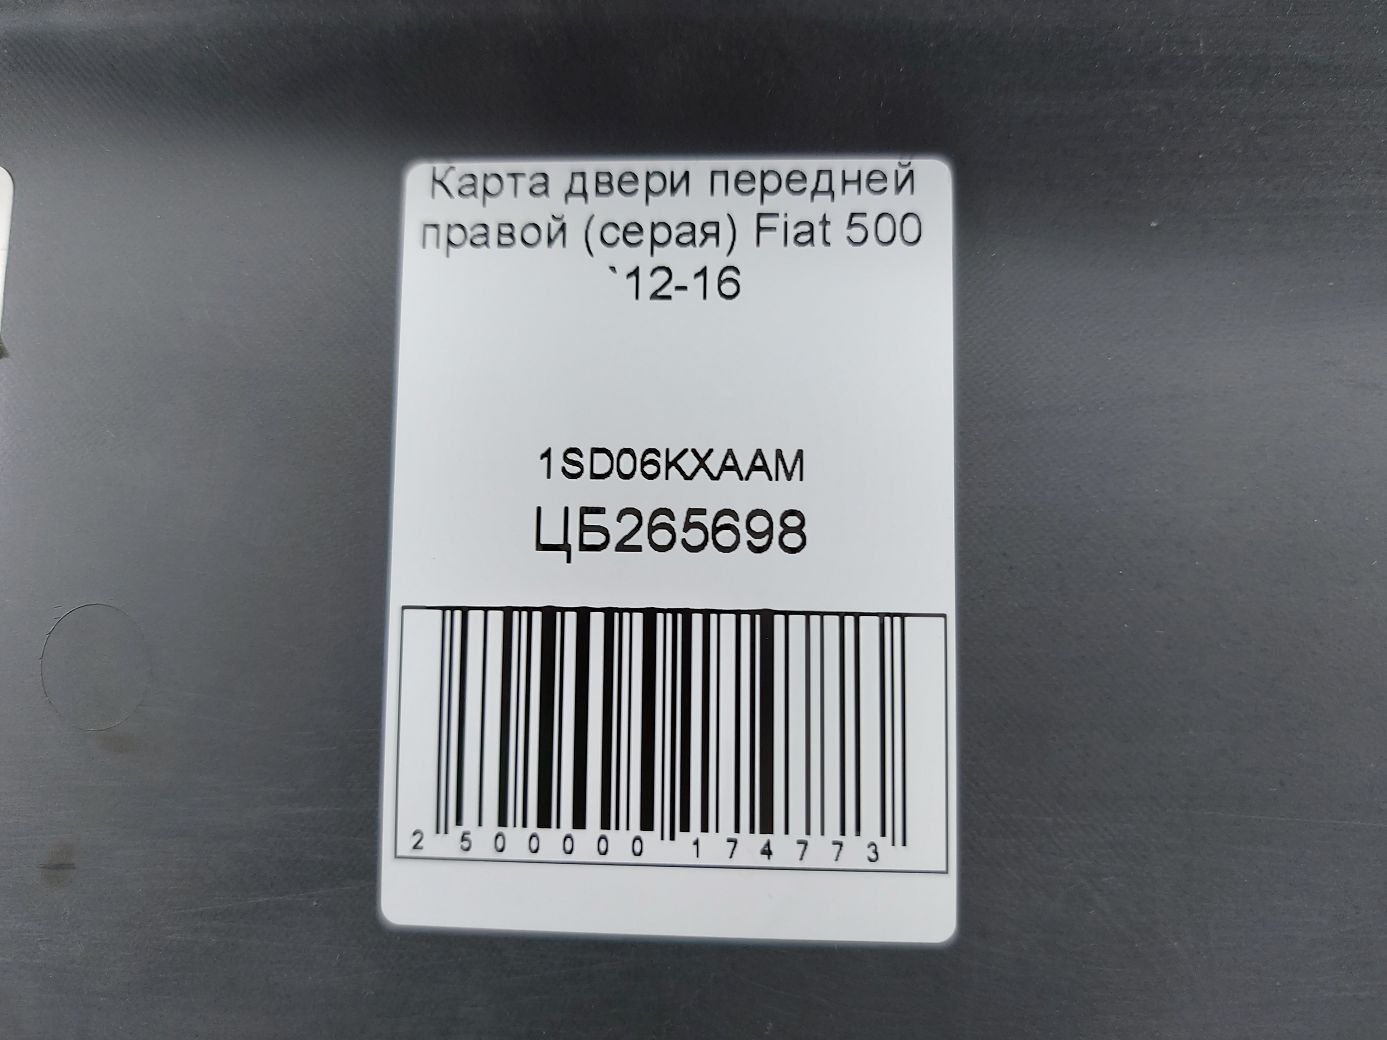 Карта двери передней
правой (серая) Fiat 500
`12-16
1SD06KXAAM
ЦБ265698
2 500000 174773